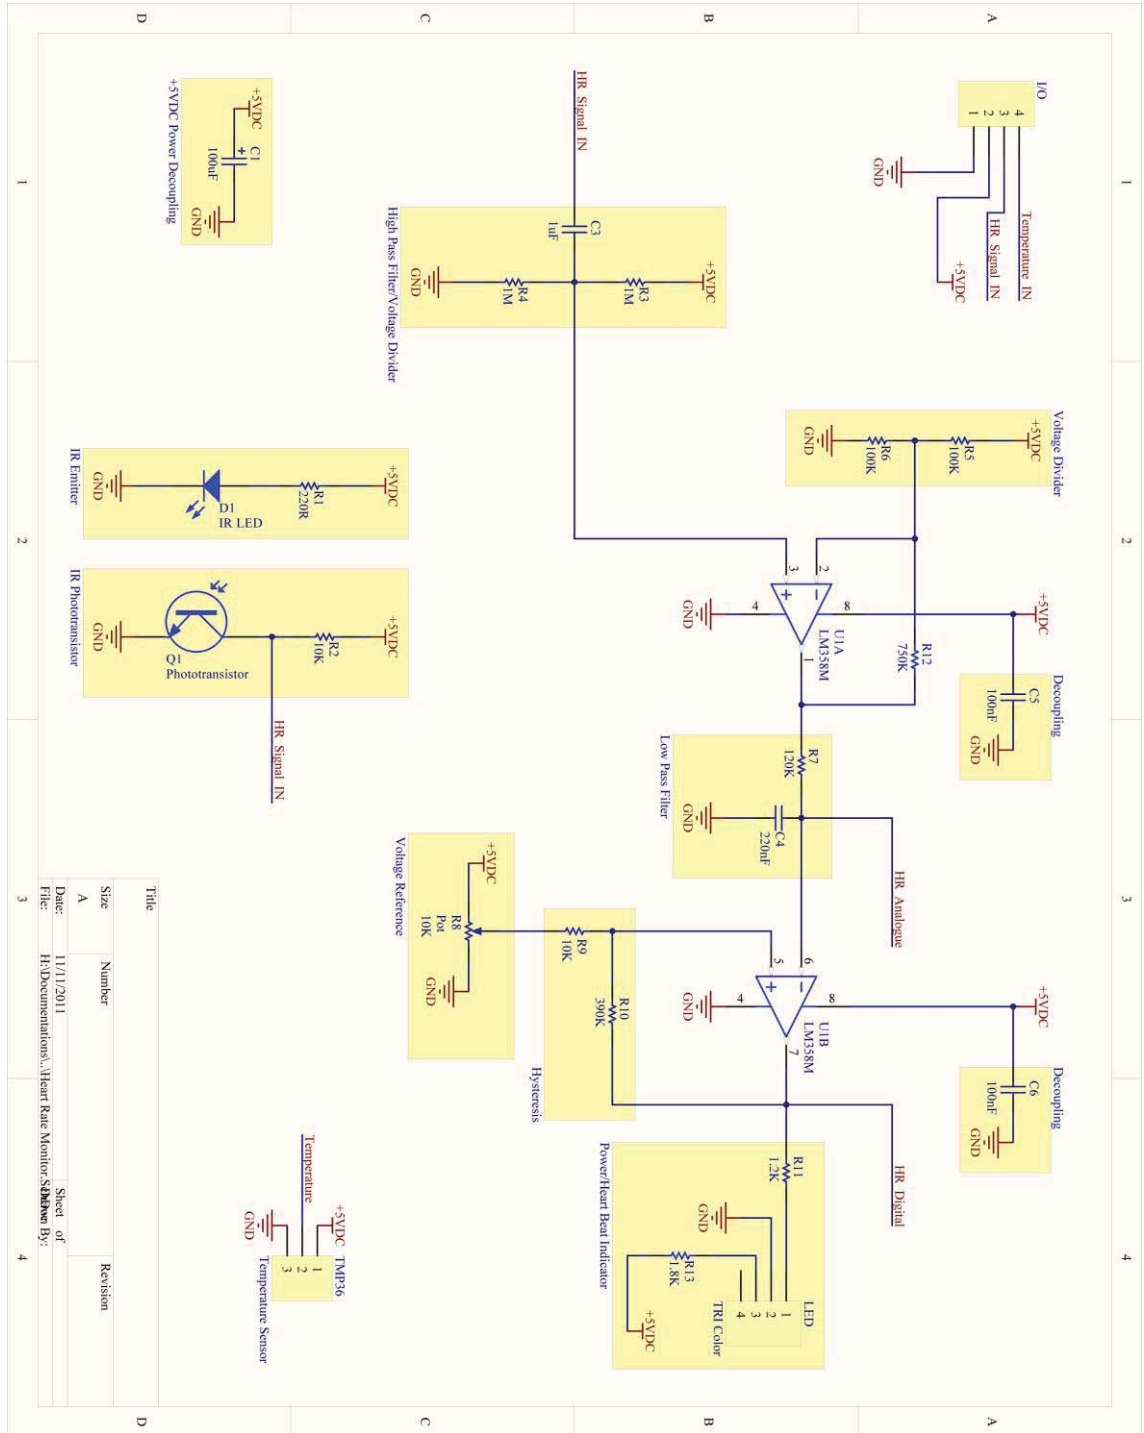 1
2
3
4
A
A
B
B
C
C
D
D
1
2
3
4
I/O
4
3
2
1
Temperature IN
HR Signal IN
+5VDC
GND
Voltage Divider
+5VDC
R5
100K
R6
100K
GND
HR Signal IN
C3
1uF
+5VDC
R3
1M
R4
1M
GND
High Pass Filter/Voltage Divider
+5VDC
C1
100uF
+
GND
+5VDC Power Decoupling
+5VDC
Decoupling
C5
100nF
GND
R12
750K
2
3
8
4
1
U1A
LM358M
GND
R7
120K
C4
220nF
GND
Low Pass Filter
HR Analogue
+5VDC
Decoupling
C6
100nF
GND
6
5
8
4
7
U1B
LM358M
GND
HR Digital
R9
10K
R10
390K
Hysteresis
+5VDC
R8
Pot
10K
GND
Voltage Reference
R11
1.2K
LED
1
2
3
4
TRI Color
GND
R13
1.8K
+5VDC
Power/Heart Beat Indicator
+5VDC
R1
220R
D1
IR LED
GND
IR Emitter
+5VDC
R2
10K
HR Signal IN
Q1
Phototransistor
GND
IR Phototransistor
TMP36
1
2
3
+5VDC
Temperature
GND
Temperature Sensor
Title
Size
Number
Revision
A
Date:
11/11/2011
Sheet of
File:
H:\Documentations\..\Heart Rate Monitor.
Drawn By: